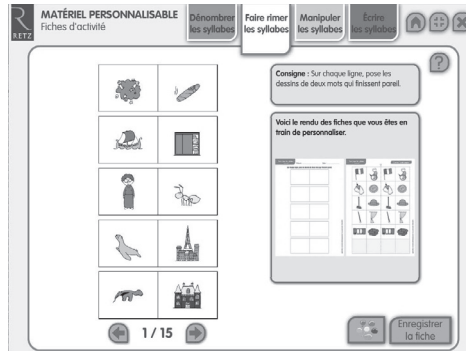 RETZ
MATÉRIEL PERSONNALISABLE
Fiches d'activité
Dénombrer
les syllabes
Faire rimer
les syllabes
Manipuler
les syllabes
Écrire
les syllabes
?
Consigne : Sur chaque ligne, pose les
dessins de deux mots qui finissent pareil.
Voici le rendu des fiches que vous êtes en
train de personnaliser.
1 / 15
Enregistrer
la fiche